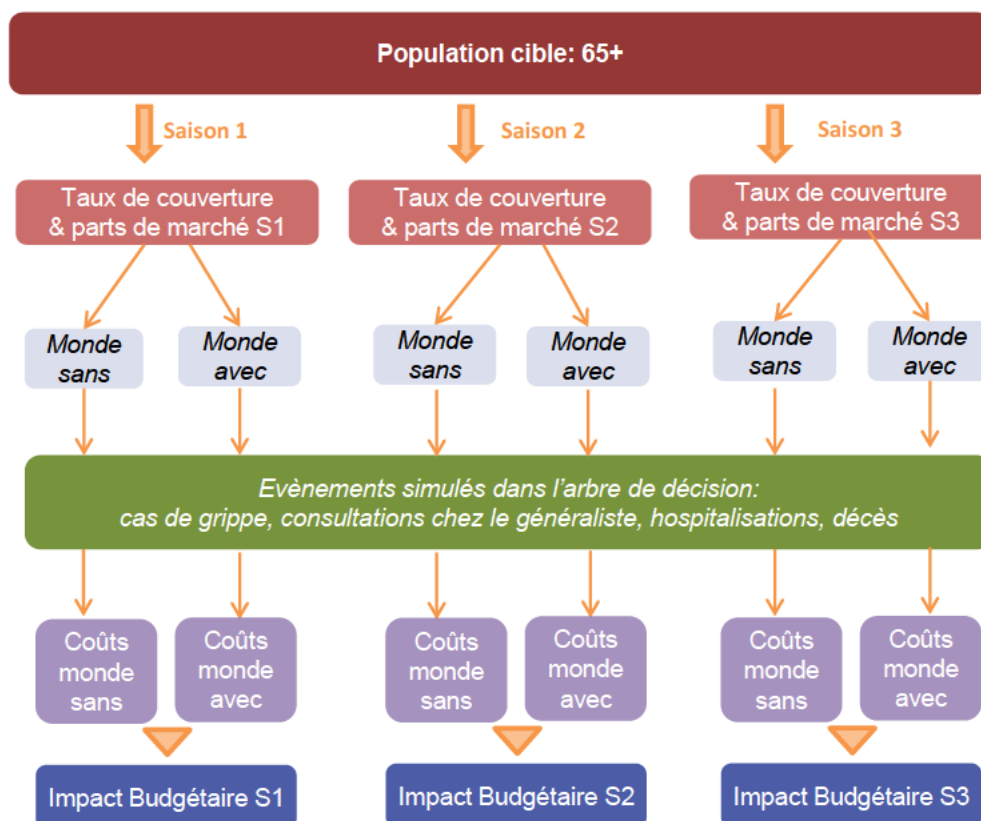 Population cible: 65+
Saison 1
Saison 2
Saison 3
Taux de couverture
& parts de marché S1
Taux de couverture
& parts de marché S2
Taux de couverture
& parts de marché S3
Monde
sans
Monde
avec
Monde
sans
Monde
avec
Monde
sans
Monde
avec
Evènements simulés dans l'arbre de décision:
cas de grippe, consultations chez le généraliste, hospitalisations, décès
Coûts
monde
sans
Coûts
monde
avec
Coûts
monde
sans
Coûts
monde
avec
Coûts
monde
sans
Coûts
monde
avec
Impact Budgétaire S1
Impact Budgétaire S2
Impact Budgétaire S3